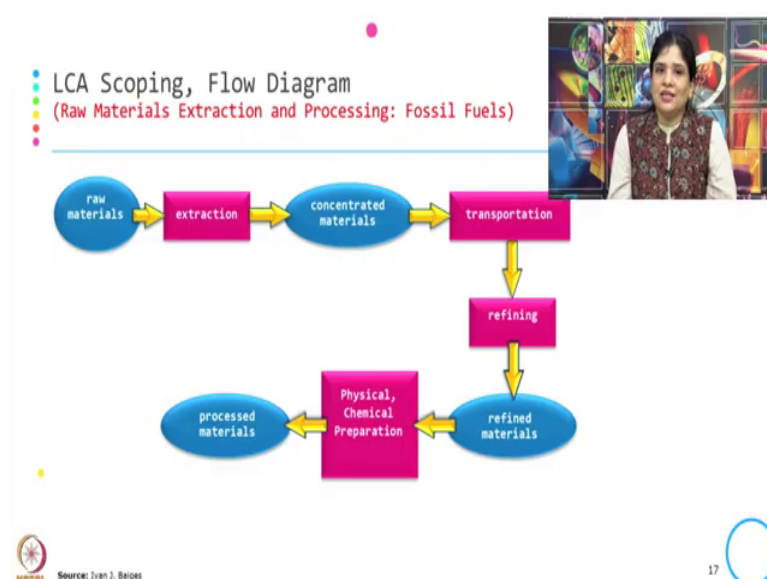 LCA Scoping, Flow Diagram
(Raw Materials Extraction and Processing: Fossil Fuels)
raw
materials
extraction
concentrated
materials
transportation
refining
refined
materials
Physical,
Chemical
Preparation
processed
materials
Source: Ivan J. Baiges
17